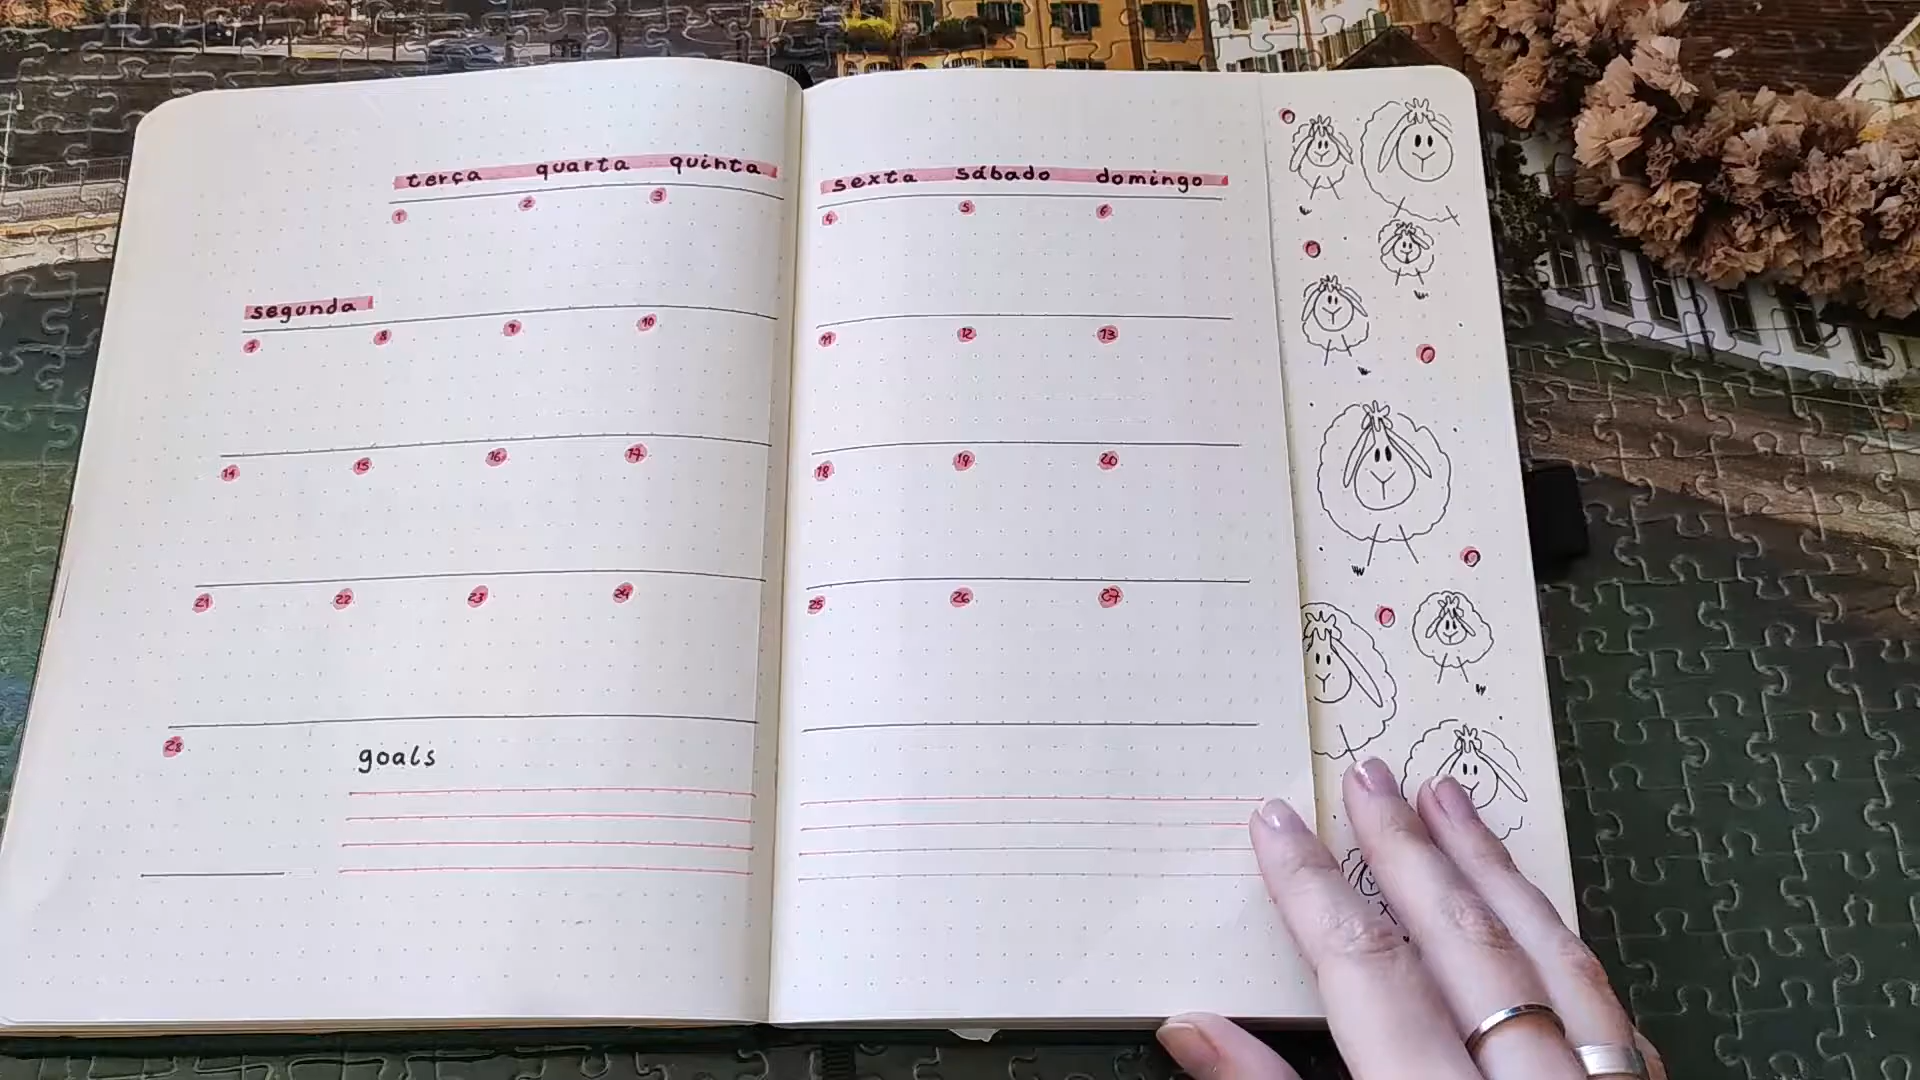 terça quarta quinta sexta sábado domingo
1 2 3 4 5 6
segunda
7 8 9 10 11 12 13
14 15 16 17 18 19 20
21 22 23 24 25 26 27
28
goals